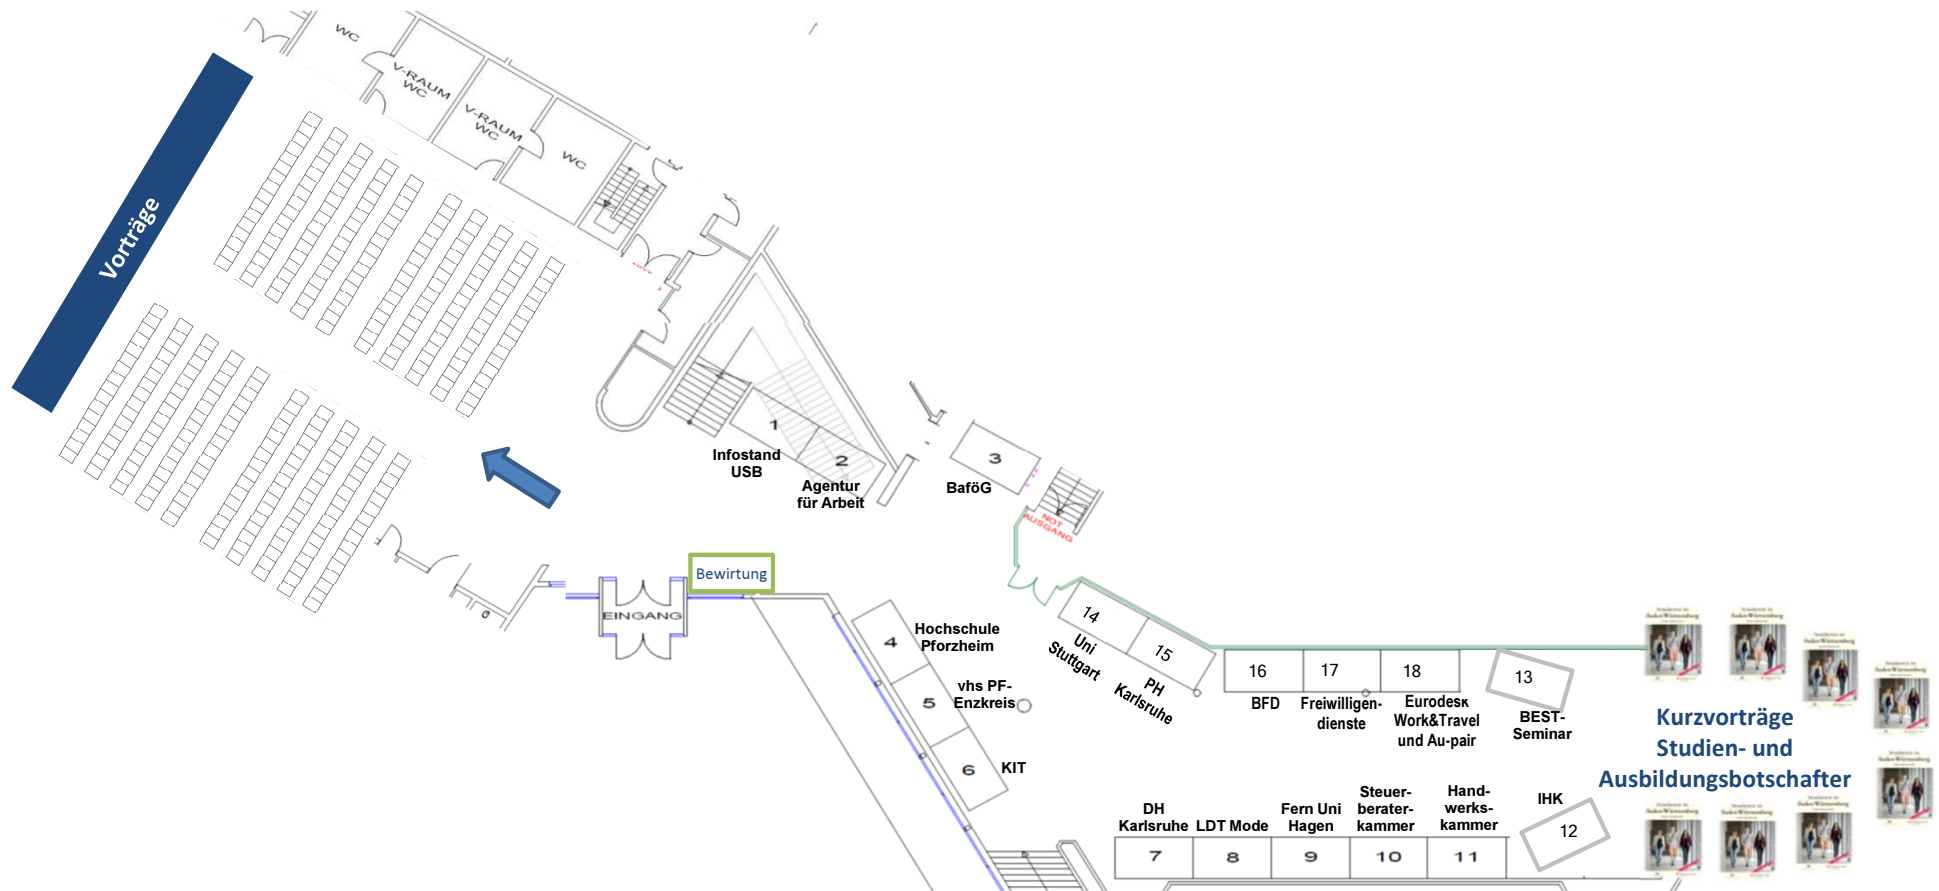 WC
V-RAUM
WC
V-RAUM
WC
WC
Vorträge
1
Infostand
USB
2
Agentur
für Arbeit
3
BaföG
NOT
AUSGANG
Bewirtung
EINGANG
4
Hochschule
Pforzheim
5
vhs PF-
Enzkreis
6
KIT
14
Uni
Stuttgart
15
PH
Karlsruhe
16
BFD
17
Freiwilligen-
dienste
18
Eurodesk
Work&Travel
und Au-pair
13
BEST-
Seminar
Kurzvorträge
Studien- und
Ausbildungsbotschafter
DH
Karlsruhe
7
LDT Mode
8
Fern Uni
Hagen
9
Steuer-
berater-
kammer
10
Hand-
werks-
kammer
11
IHK
12